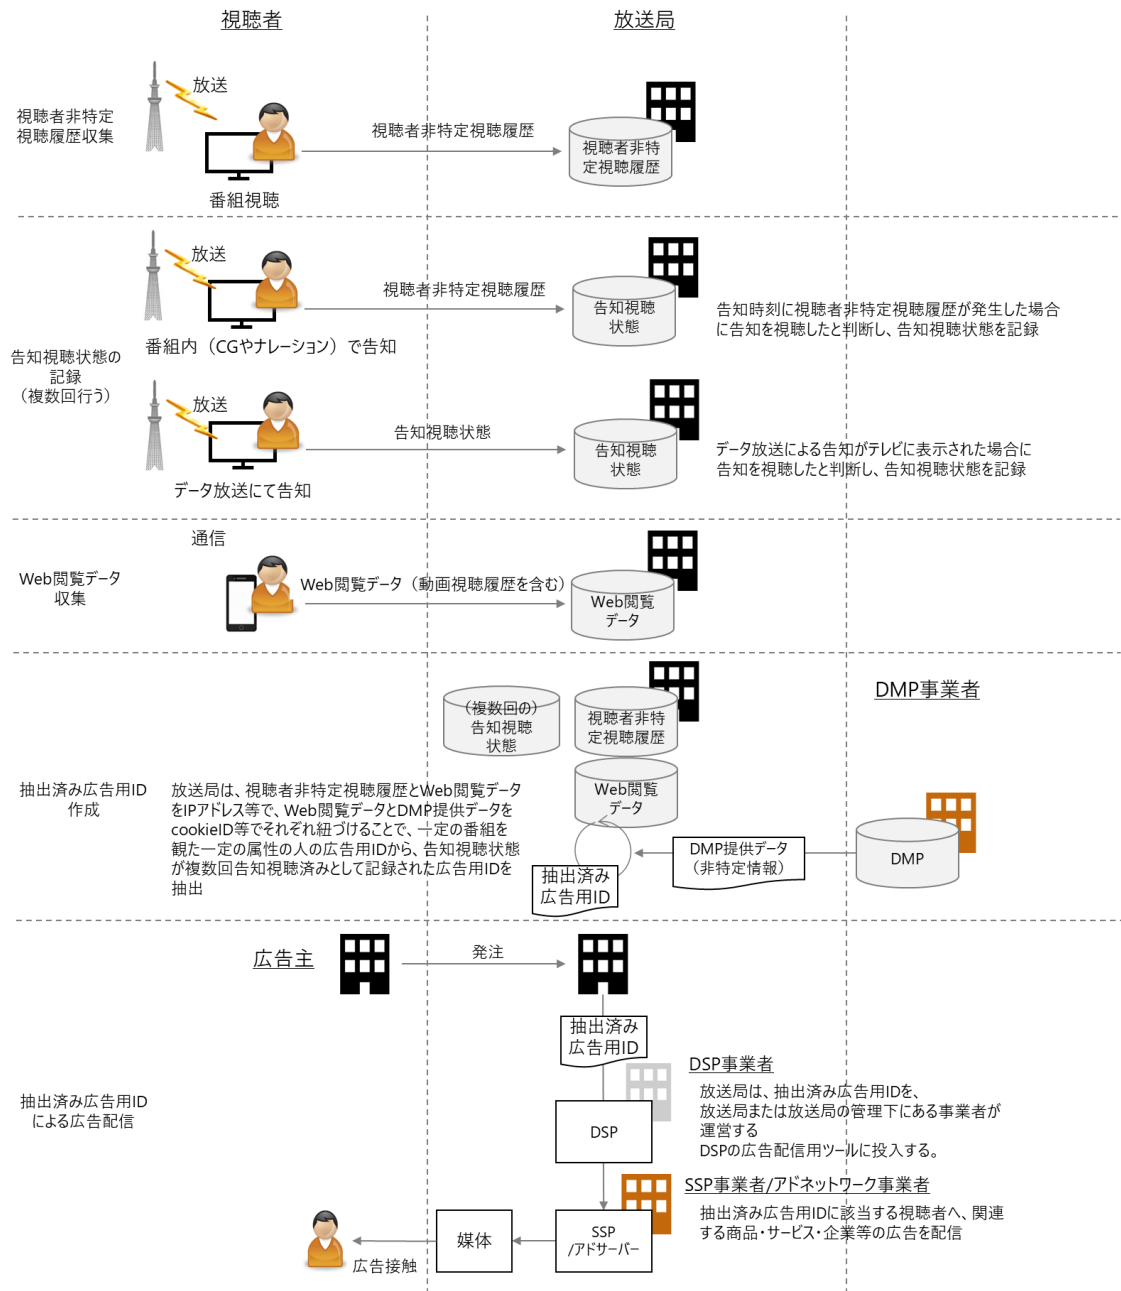 視聴者
放送局
視聴者非特定
視聴履歴収集
放送
番組視聴
視聴者非特定視聴履歴
視聴者非特
定視聴履歴
告知視聴状態の
記録
（複数回行う）
放送
番組内（CGやナレーション）で告知
視聴者非特定視聴履歴
告知視聴
状態
告知時刻に視聴者非特定視聴履歴が発生した場合
に告知を視聴したと判断し、告知視聴状態を記録
放送
データ放送にて告知
告知視聴状態
告知視聴
状態
データ放送による告知がテレビに表示された場合に
告知を視聴したと判断し、告知視聴状態を記録
Web閲覧データ
収集
通信
Web閲覧データ（動画視聴履歴を含む）
Web閲覧
データ
DMP事業者
抽出済み広告用ID
作成
（複数回の）
告知視聴
状態
視聴者非特
定視聴履歴
Web閲覧
データ
放送局は、視聴者非特定視聴履歴とWeb閲覧データ
をIPアドレス等で、Web閲覧データとDMP提供データを
cookieID等でそれぞれ紐づけることで、一定の番組を
観た一定の属性の人の広告用IDから、告知視聴状態
が複数回告知視聴済みとして記録された広告用IDを
抽出
抽出済み
広告用ID
DMP提供データ
（非特定情報）
DMP
抽出済み広告用ID
による広告配信
広告主
発注
抽出済み
広告用ID
DSP事業者
放送局は、抽出済み広告用IDを、
放送局または放送局の管理下にある事業者が
運営する
DSPの広告配信用ツールに投入する。
DSP
SSP事業者/アドネットワーク事業者
抽出済み広告用IDに該当する視聴者へ、関連
する商品・サービス・企業等の広告を配信
SSP
/アドサーバー
媒体
広告接触